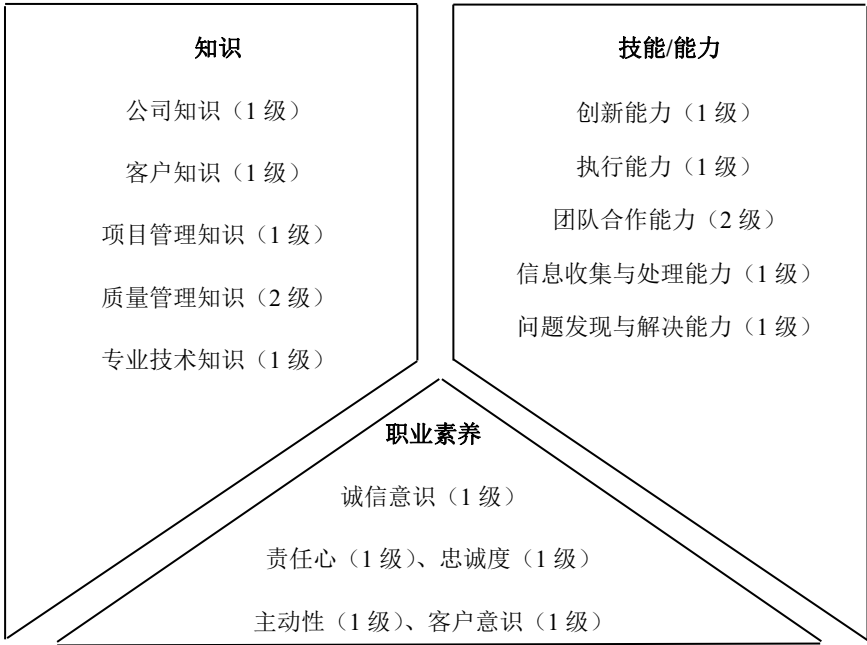 知识
公司知识（1 级）
客户知识（1 级）
项目管理知识（1 级）
质量管理知识（2 级）
专业技术知识（1 级）
技能/能力
创新能力（1 级）
执行能力（1 级）
团队合作能力（2 级）
信息收集与处理能力（1 级）
问题发现与解决能力（1 级）
职业素养
诚信意识（1 级）
责任心（1 级）、忠诚度（1 级）
主动性（1 级）、客户意识（1 级）